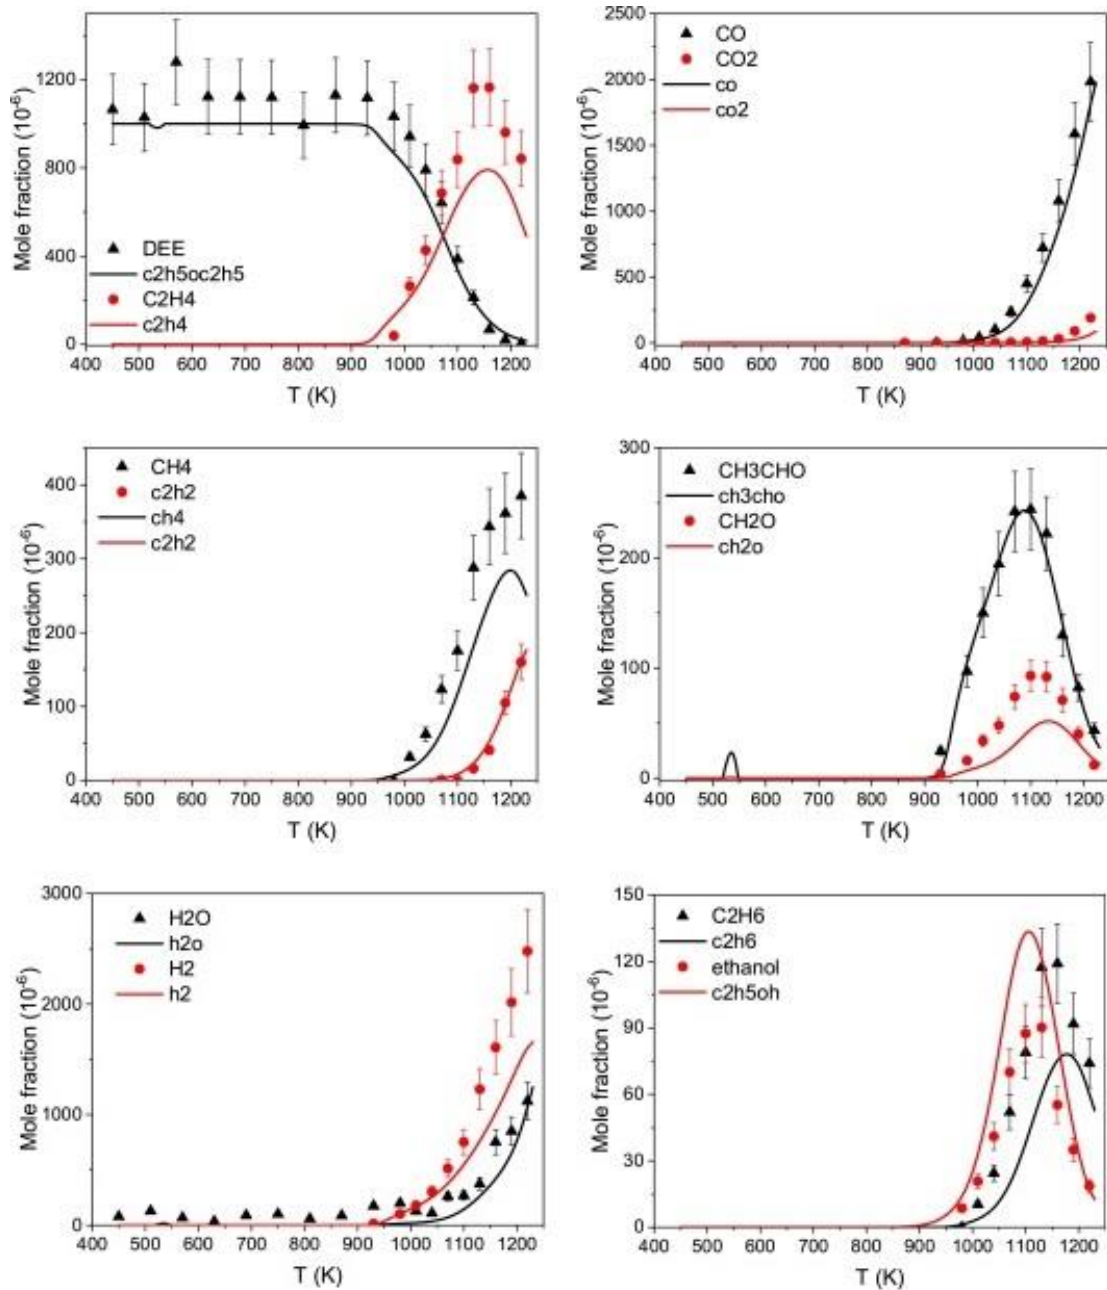 Mole fraction (10-6)
1200
800
400
0
DEE
c2h5oc2h5
C2H4
c2h4
400 500 600 700 800 900 1000 1100 1200
T (K)
Mole fraction (10-6)
2500
2000
1500
1000
500
0
CO
CO2
co
co2
400 500 600 700 800 900 1000 1100 1200
T (K)
Mole fraction (10-6)
400
300
200
100
0
CH4
c2h2
ch4
c2h2
400 500 600 700 800 900 1000 1100 1200
T (K)
Mole fraction (10-6)
300
200
100
0
CH3CHO
ch3cho
CH2O
ch2o
400 500 600 700 800 900 1000 1100 1200
T (K)
Mole fraction (10-6)
3000
2000
1000
0
H2O
h2o
H2
h2
400 500 600 700 800 900 1000 1100 1200
T (K)
Mole fraction (10-6)
150
120
90
60
30
0
C2H6
c2h6
ethanol
c2h5oh
400 500 600 700 800 900 1000 1100 1200
T (K)